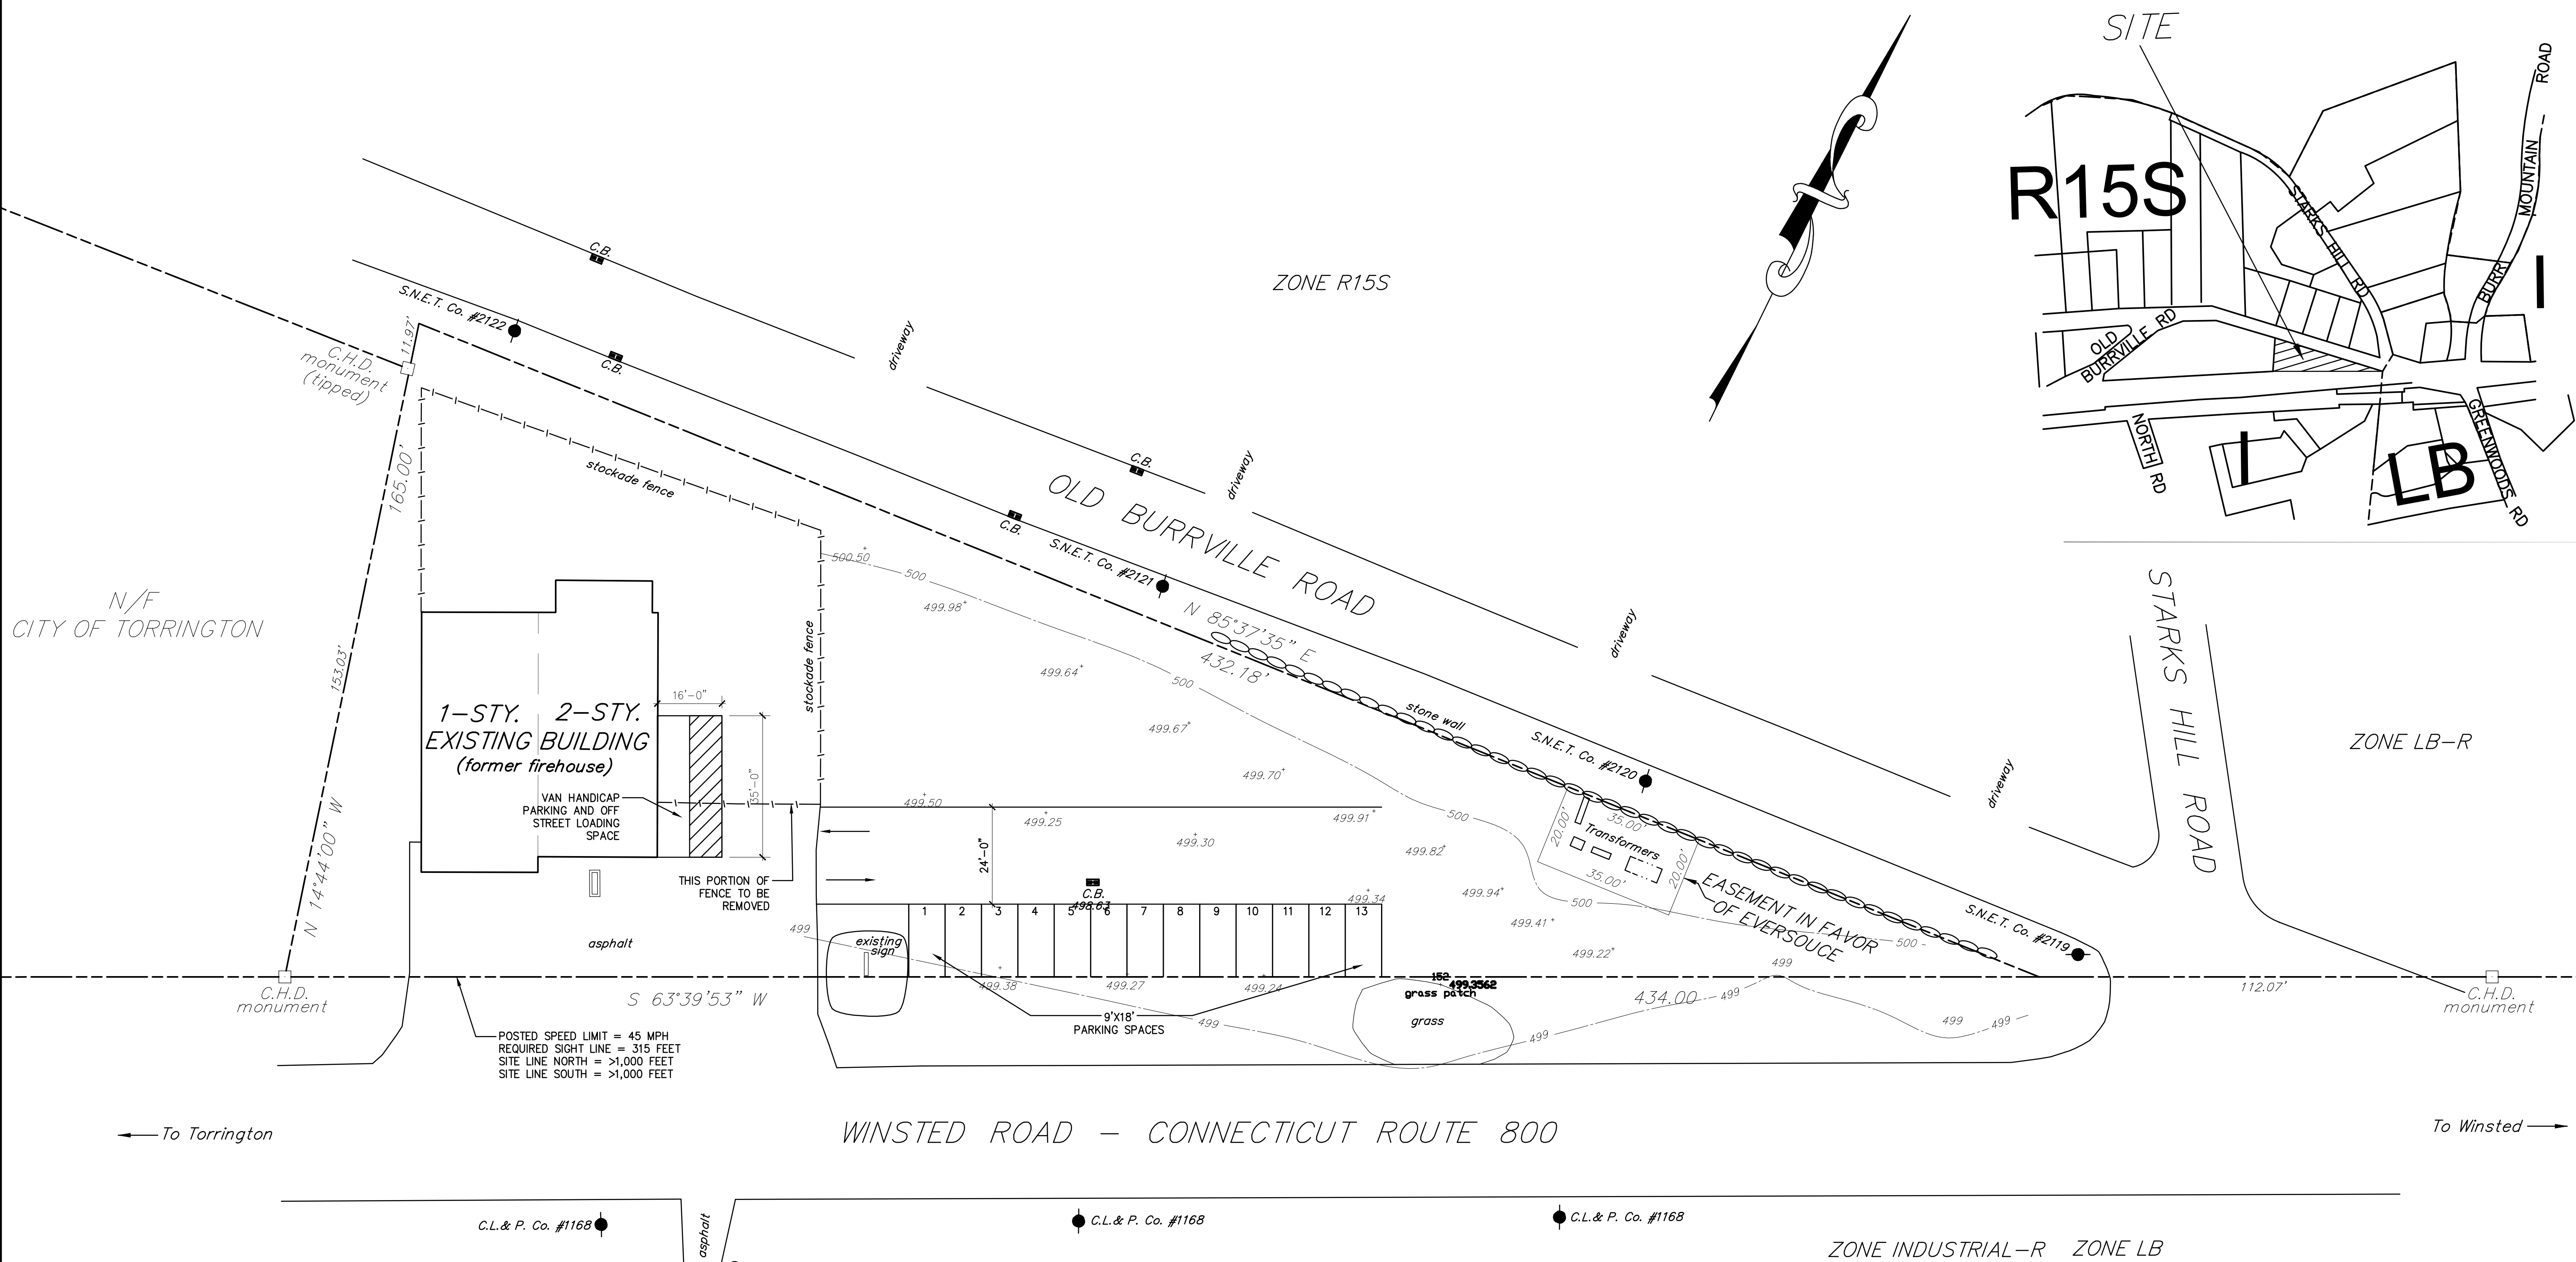 SITE
R15S
STARKS HILL RD
MOUNTAIN ROAD
BURRI
I
OLD
BURRVILLE RD
NORTH RD
I
LB
GREENWOODS RD
C.B.
ZONE R15S
S.N.E.T. Co. #2122
C.B.
11.97'
driveway
C.H.D.
monument
(tipped)
165.00'
stockade fence
C.B.
driveway
C.B.
OLD BURRVILLE ROAD
S.N.E.T. Co. #2121
500.50
500
499.98
N 85°37'35" E
432.18'
N/F
CITY OF TORRINGTON
153.03'
stockade fence
driveway
STARKS HILL ROAD
499.64
500
16'-0"
1-STY. 2-STY.
EXISTING BUILDING
(former firehouse)
35'-0"
stone wall
499.67
S.N.E.T. Co. #2120
ZONE LB-R
499.70
driveway
VAN HANDICAP
PARKING AND OFF
STREET LOADING
SPACE
499.50
499.25
499.91
500
35.00'
20.00'
Transformers
24'-0"
499.30
499.82
20.00'
35.00'
THIS PORTION OF
FENCE TO BE
REMOVED
C.B.
498.63
499.34
499.94
500
EASEMENT IN FAVOR
OF EVERSOUCE
1 2 3 4 5 6 7 8 9 10 11 12 13
N 14°44'00" W
499
existing
sign
asphalt
499.41
499.22
500
S.N.E.T. Co. #2119
499
C.H.D.
monument
S 63°39'53" W
499.38
499.27
499.24
152
499.3562
grass patch
434.00
499
112.07'
C.H.D.
monument
9'X18'
PARKING SPACES
499
grass
499
499
499
POSTED SPEED LIMIT = 45 MPH
REQUIRED SIGHT LINE = 315 FEET
SITE LINE NORTH = >1,000 FEET
SITE LINE SOUTH = >1,000 FEET
To Torrington
WINSTED ROAD - CONNECTICUT ROUTE 800
To Winsted
C.L.& P. Co. #1168
asphalt
C.L.& P. Co. #1168
C.L.& P. Co. #1168
ZONE INDUSTRIAL-R ZONE LB